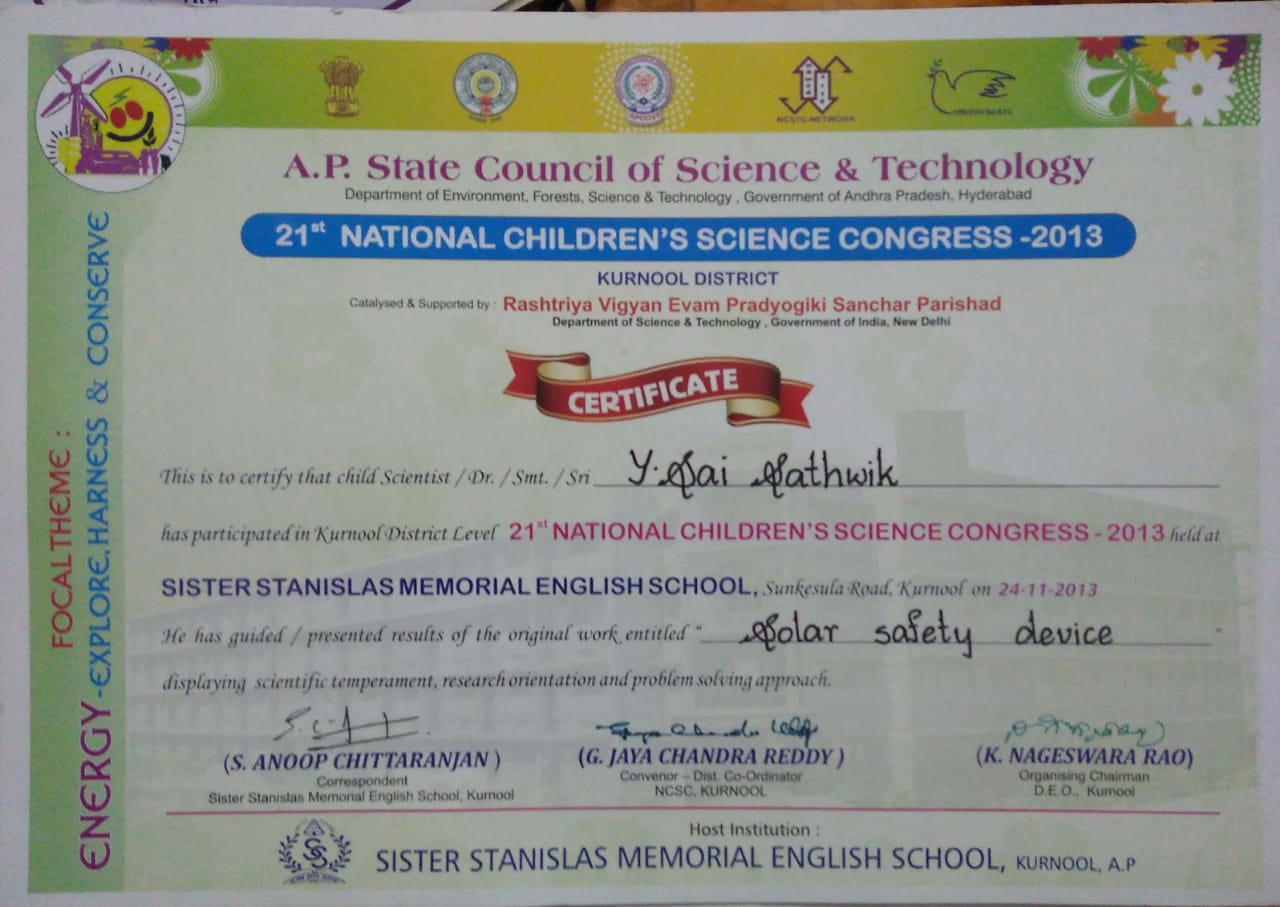 APCOST
NCSTC-NETWORK
A.P. State Council of Science & Technology
Department of Environment, Forests, Science & Technology , Government of Andhra Pradesh, Hyderabad
21st NATIONAL CHILDREN'S SCIENCE CONGRESS -2013
KURNOOL DISTRICT
Catalysed & Supported by : Rashtriya Vigyan Evam Pradyogiki Sanchar Parishad
Department of Science & Technology , Government of India, New Delhi
CERTIFICATE
This is to certify that child Scientist / Dr. / Smt. / Sri Y. Sai Sathwik
has participated in Kurnool District Level 21st NATIONAL CHILDREN'S SCIENCE CONGRESS - 2013 held at
SISTER STANISLAS MEMORIAL ENGLISH SCHOOL, Sunkesula Road, Kurnool on 24-11-2013
He has guided / presented results of the original work entitled " Solar safety device "
displaying scientific temperament, research orientation and problem solving approach.
(S. ANOOP CHITTARANJAN )
Correspondent
Sister Stanislas Memorial English School, Kurnool
(G. JAYA CHANDRA REDDY )
Convenor – Dist. Co-Ordinator
NCSC, KURNOOL
(K. NAGESWARA RAO)
Organising Chairman
D.E.O., Kurnool
Host Institution :
SISTER STANISLAS MEMORIAL ENGLISH SCHOOL, KURNOOL, A.P
FOCAL THEME :
ENERGY - EXPLORE, HARNESS & CONSERVE